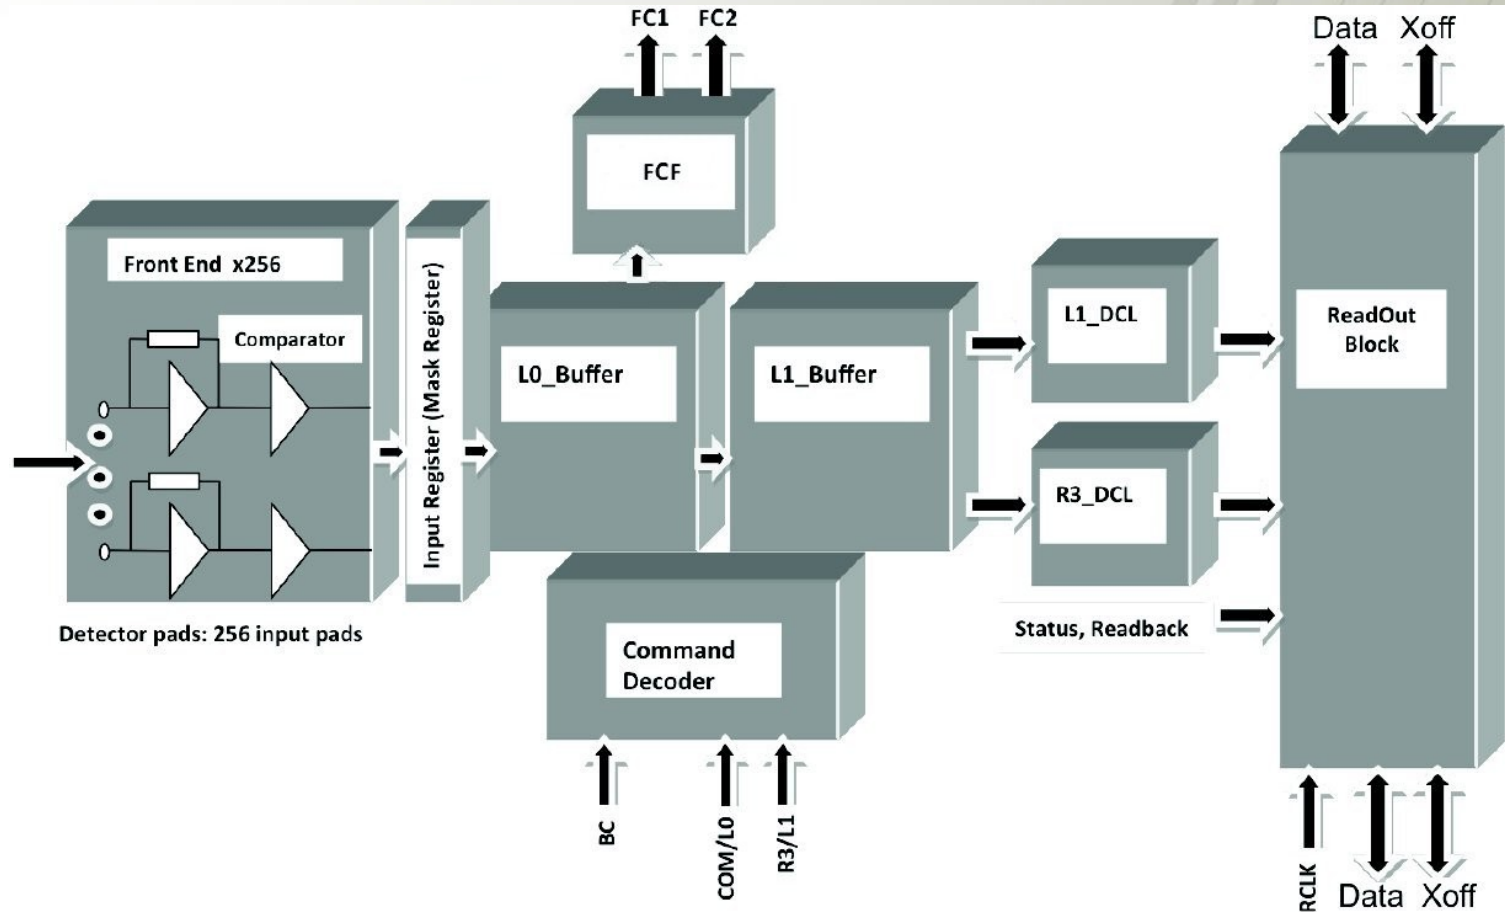 FC1 FC2
Data Xoff
FCF
Front End x256
Comparator
Input Register (Mask Register)
L0_Buffer
L1_Buffer
L1_DCL
R3_DCL
ReadOut
Block
Status, Readback
Detector pads: 256 input pads
Command
Decoder
BC
COM/L0
R3/L1
RCLK
Data Xoff